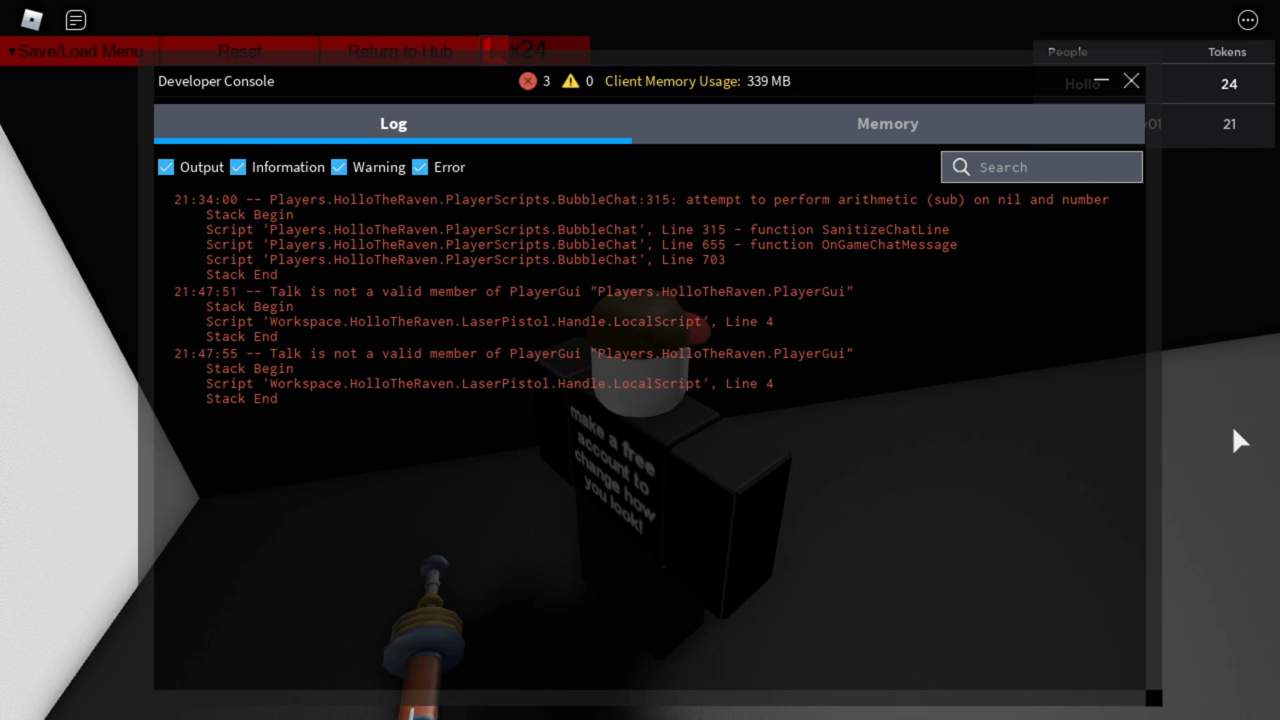 ▾Save/Load Menu Reset Return to Hub x24
People Tokens
Developer Console 3 0 Client Memory Usage: 339 MB
Hollo 24
Log Memory
01 21
Output Information Warning Error Search
21:34:00 -- Players.HolloTheRaven.PlayerScripts.BubbleChat:315: attempt to perform arithmetic (sub) on nil and number
Stack Begin
Script 'Players.HolloTheRaven.PlayerScripts.BubbleChat', Line 315 - function SanitizeChatLine
Script 'Players.HolloTheRaven.PlayerScripts.BubbleChat', Line 655 - function OnGameChatMessage
Script 'Players.HolloTheRaven.PlayerScripts.BubbleChat', Line 703
Stack End
21:47:51 -- Talk is not a valid member of PlayerGui "Players.HolloTheRaven.PlayerGui"
Stack Begin
Script 'Workspace.HolloTheRaven.LaserPistol.Handle.LocalScript', Line 4
Stack End
21:47:55 -- Talk is not a valid member of PlayerGui "Players.HolloTheRaven.PlayerGui"
Stack Begin
Script 'Workspace.HolloTheRaven.LaserPistol.Handle.LocalScript', Line 4
Stack End
make a free
account to
change how
you look!